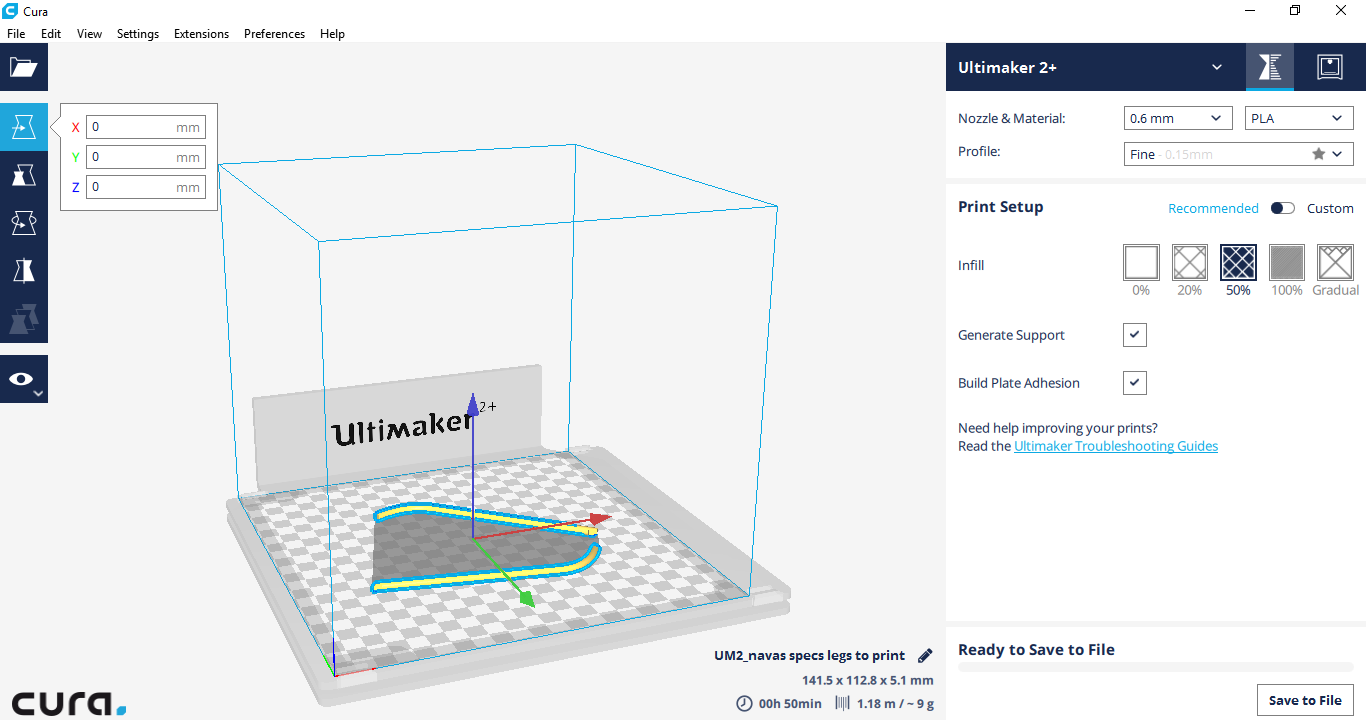 Cura
File Edit View Settings Extensions Preferences Help
Ultimaker 2+
X 0 mm
Y 0 mm
Z 0 mm
Nozzle & Material: 0.6 mm PLA
Profile: Fine - 0.15mm
Print Setup Recommended Custom
Infill
0% 20% 50% 100% Gradual
Generate Support
Build Plate Adhesion
Need help improving your prints?
Read the Ultimaker Troubleshooting Guides
Ultimaker 2+
UM2_navas specs legs to print
141.5 x 112.8 x 5.1 mm
00h 50min 1.18 m / ~ 9 g
Ready to Save to File
Save to File
cura.